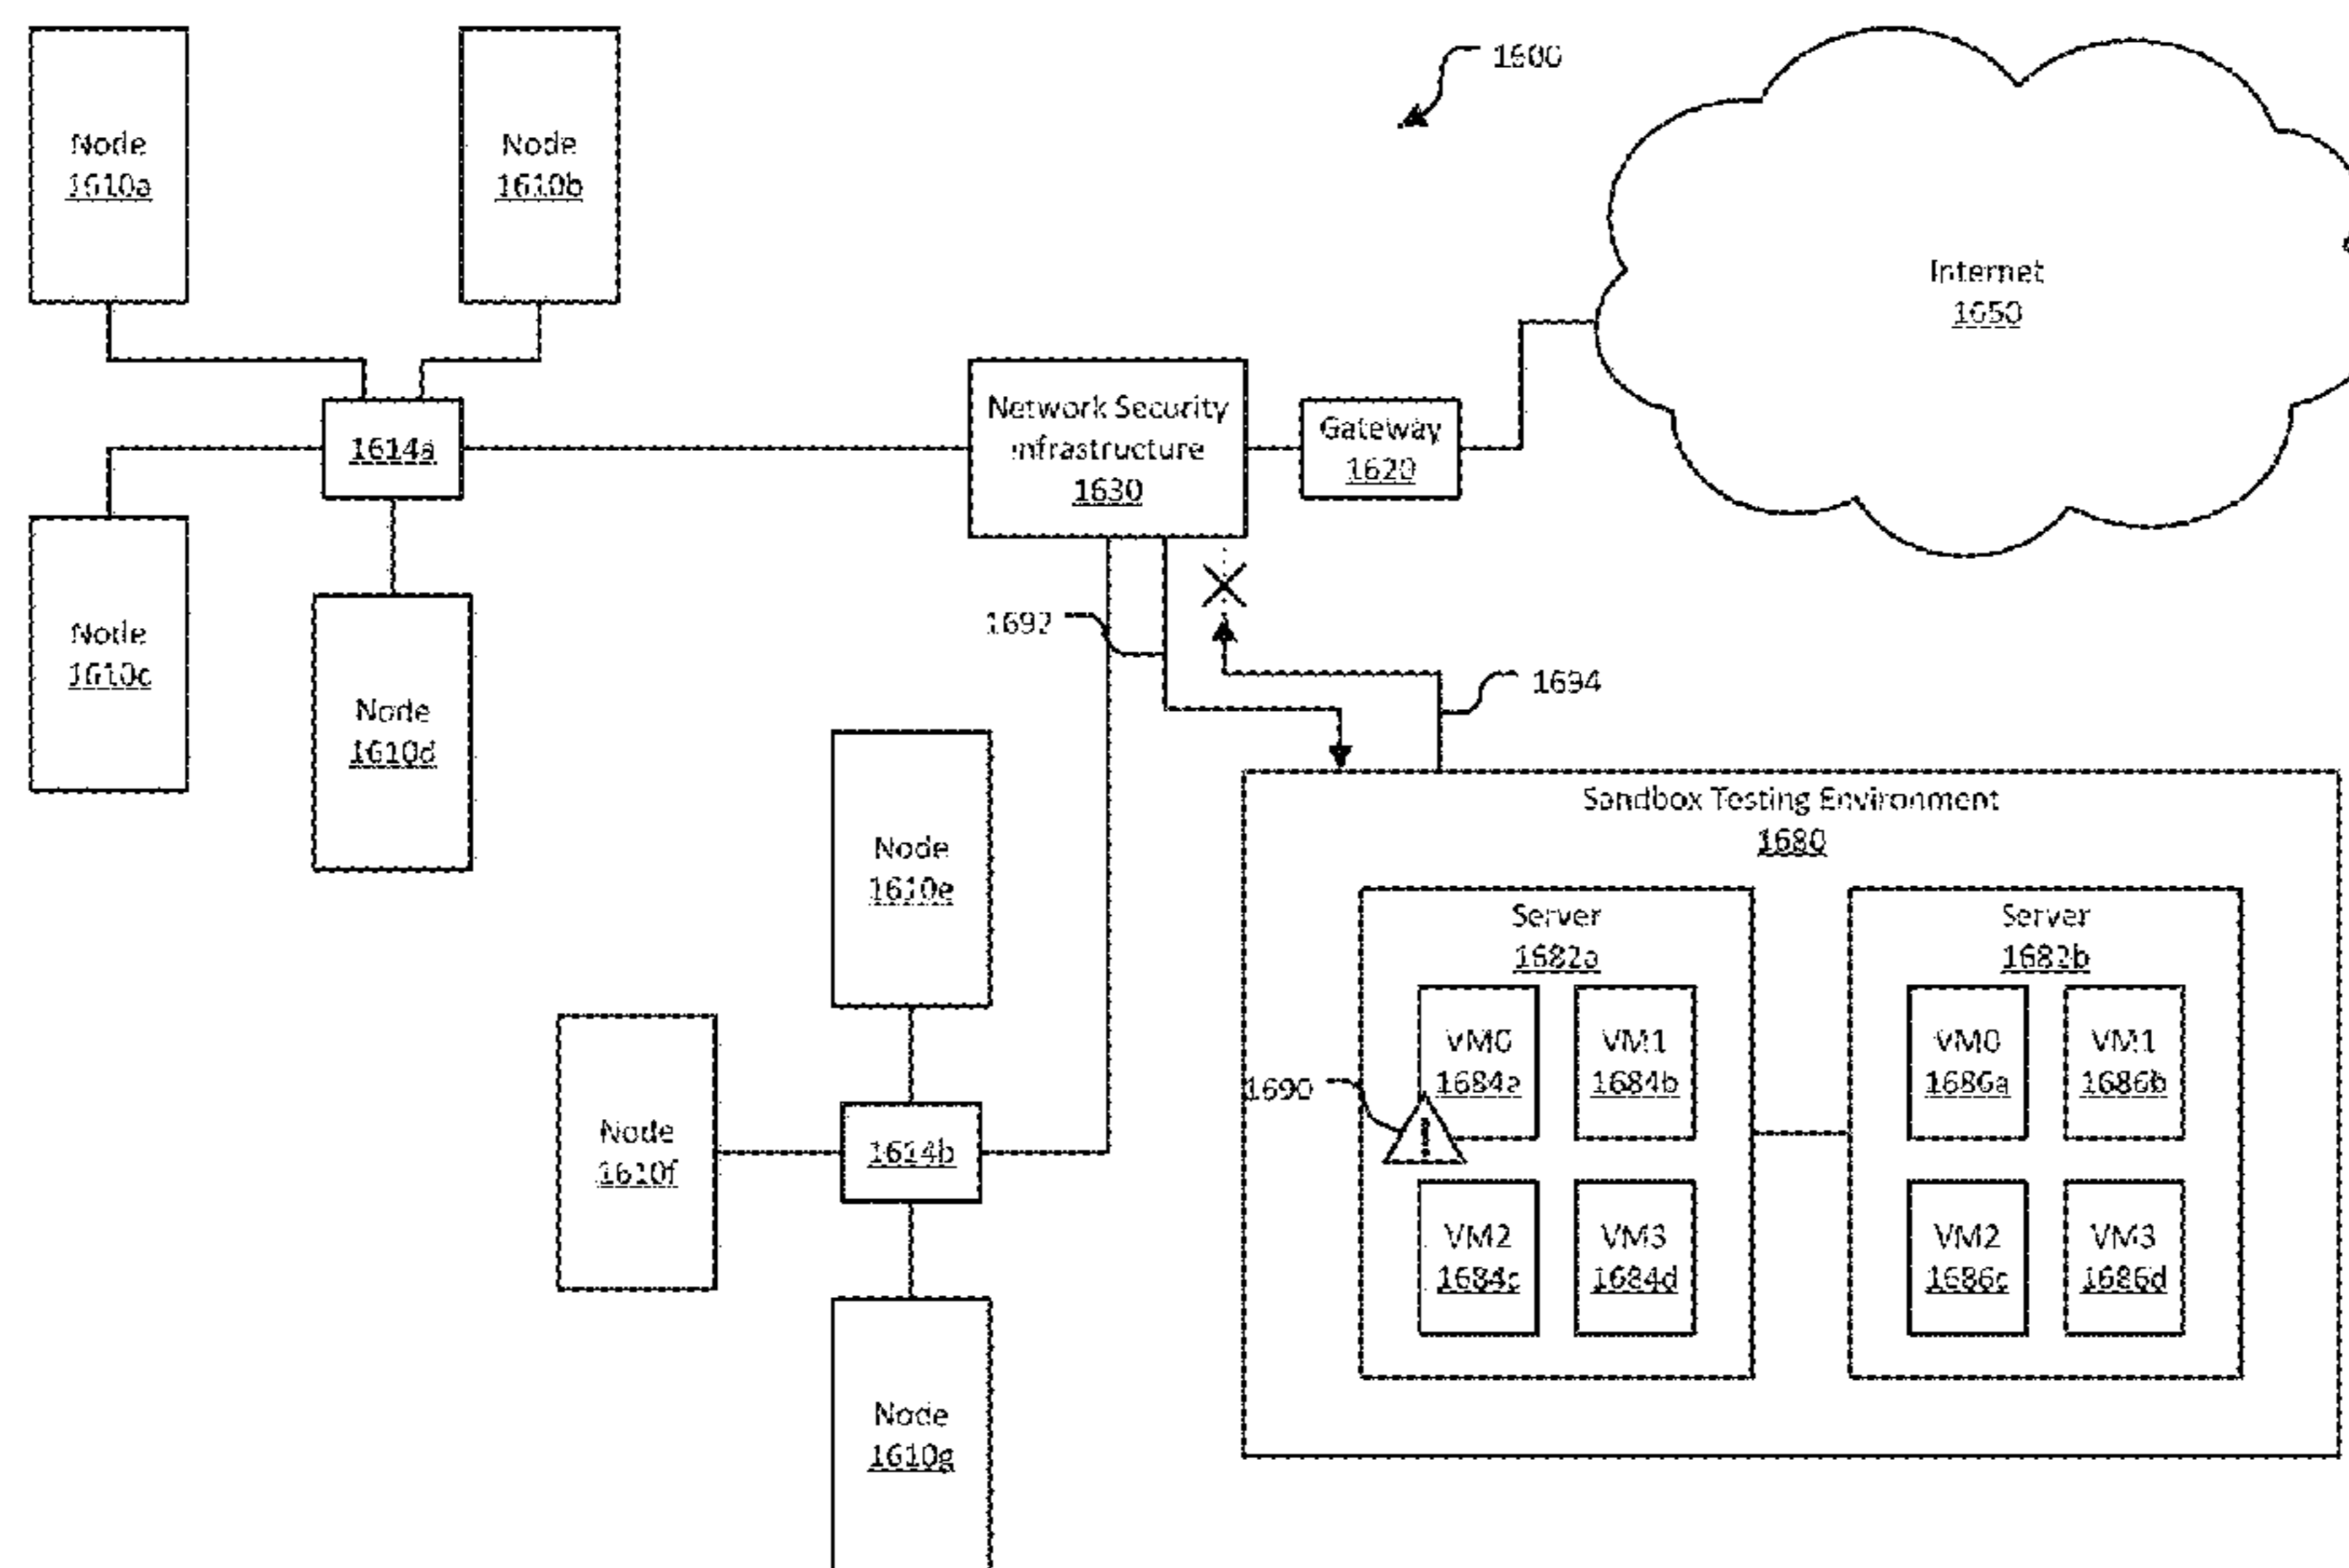 1600
Node
1610a
Node
1610b
Internet
1650
Network Security
Infrastructure
1630
Gateway
1620
1614a
Node
1610c
Node
1610d
1692
1694
Sandbox Testing Environment
1680
Node
1610e
Server
1682a
Server
1682b
VM0
1684a
VM1
1684b
VM0
1686a
VM1
1686b
1690
!
Node
1610f
1614b
VM2
1684c
VM3
1684d
VM2
1686c
VM3
1686d
Node
1610g